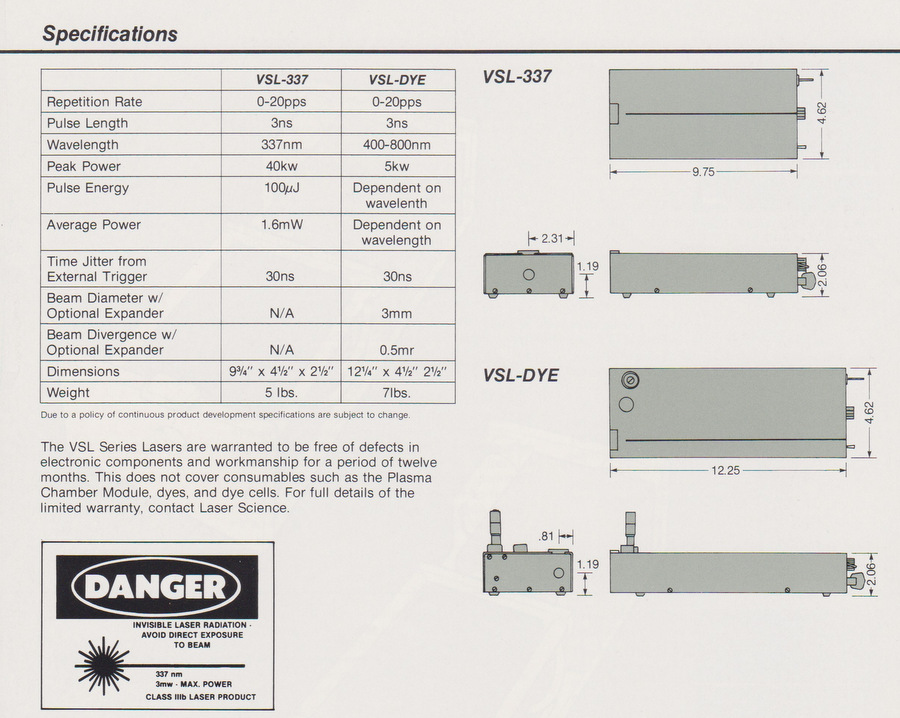 Specifications
VSL-337 VSL-DYE
Repetition Rate 0-20pps 0-20pps
Pulse Length 3ns 3ns
Wavelength 337nm 400-800nm
Peak Power 40kw 5kw
Pulse Energy 100µJ Dependent on
wavelenth
Average Power 1.6mW Dependent on
wavelength
Time Jitter from
External Trigger 30ns 30ns
Beam Diameter w/
Optional Expander N/A 3mm
Beam Divergence w/
Optional Expander N/A 0.5mr
Dimensions 9¾" x 4½" x 2½" 12¼" x 4½" 2½"
Weight 5 lbs. 7lbs.
Due to a policy of continuous product development specifications are subject to change.
The VSL Series Lasers are warranted to be free of defects in
electronic components and workmanship for a period of twelve
months. This does not cover consumables such as the Plasma
Chamber Module, dyes, and dye cells. For full details of the
limited warranty, contact Laser Science.
DANGER
INVISIBLE LASER RADIATION -
AVOID DIRECT EXPOSURE
TO BEAM
337 nm
3mw - MAX. POWER
CLASS IIIb LASER PRODUCT
VSL-337
4.62
9.75
2.31
1.19
2.06
VSL-DYE
4.62
12.25
.81
1.19
2.06